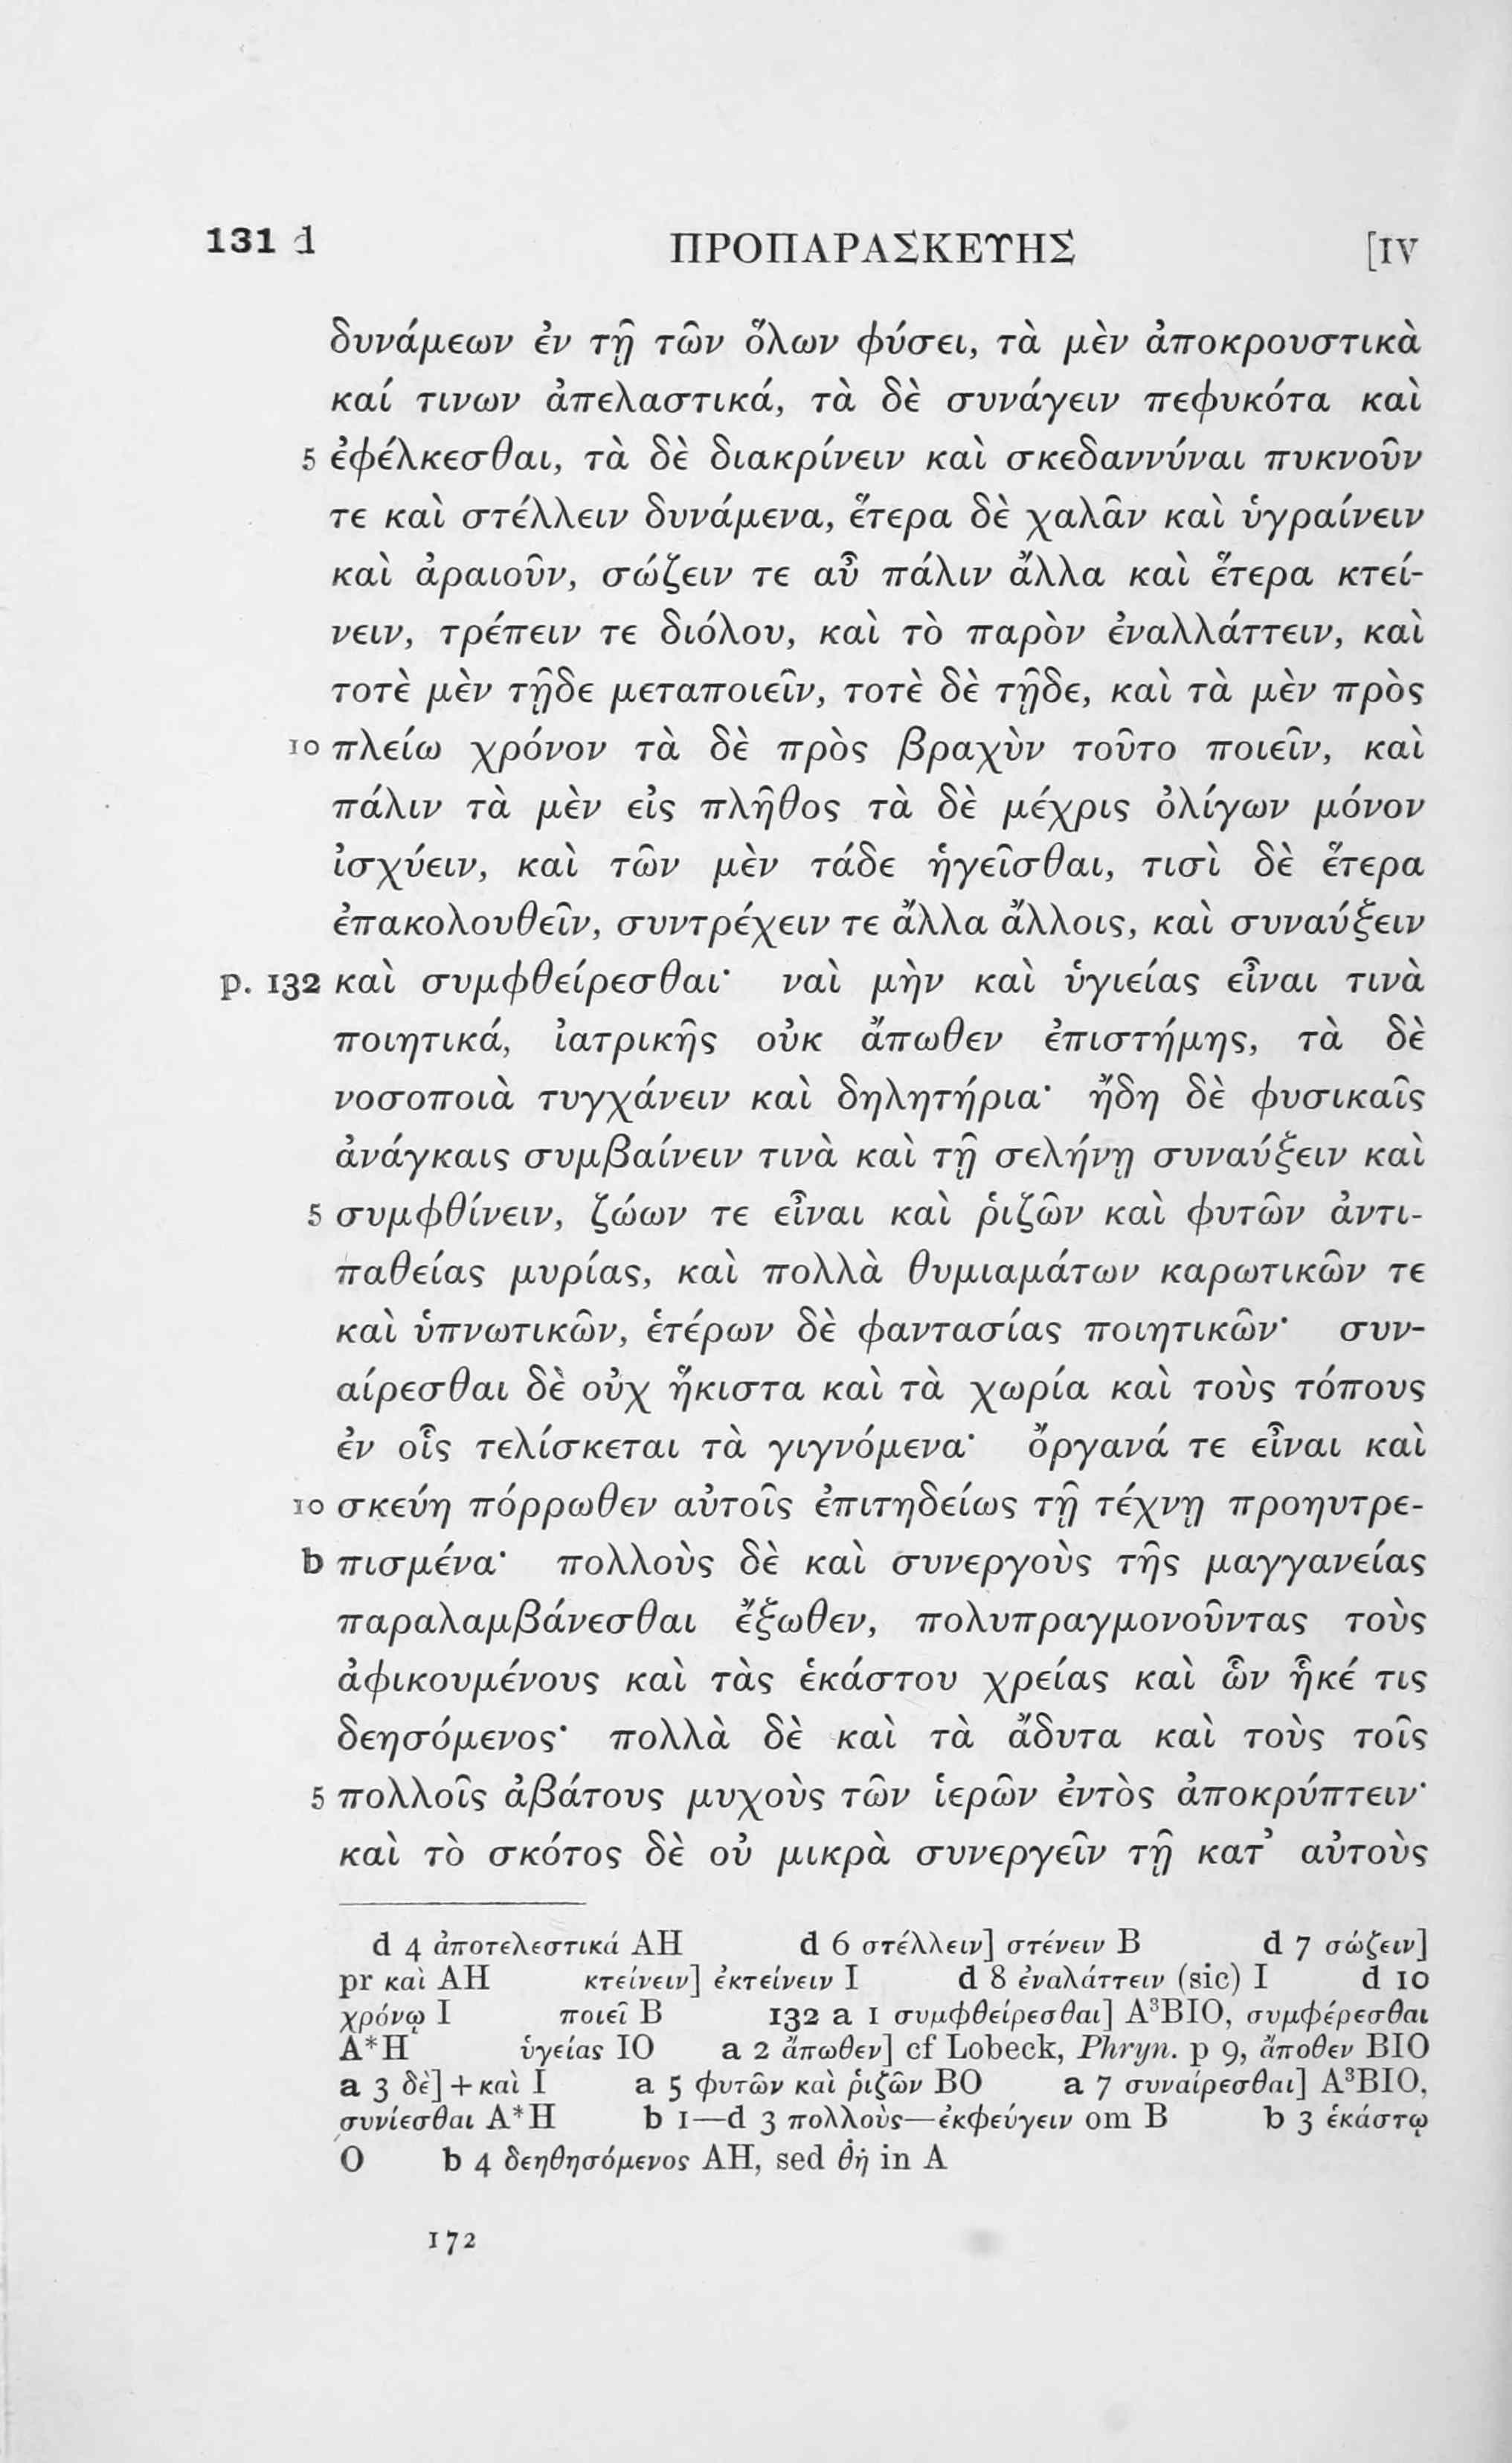 131 d ΠΡΟΠΑΡΑΣΚΕΥΗΣ [IV
δυνάμεων ἐν τῇ τῶν ὅλων φύσει, τὰ μὲν ἀποκρουστικὰ
καί τινων ἀπελαστικά, τὰ δὲ συνάγειν πεφυκότα καὶ
5 ἐφέλκεσθαι, τὰ δὲ διακρίνειν καὶ σκεδαννύναι πυκνοῦν
τε καὶ στέλλειν δυνάμενα, ἕτερα δὲ χαλᾶν καὶ ὑγραίνειν
καὶ ἀραιοῦν, σώζειν τε αὖ πάλιν ἄλλα καὶ ἕτερα κτεί-
νειν, τρέπειν τε διόλου, καὶ τὸ παρὸν ἐναλλάττειν, καὶ
τοτὲ μὲν τῇδε μεταποιεῖν, τοτὲ δὲ τῇδε, καὶ τὰ μὲν πρὸς
10 πλείω χρόνον τὰ δὲ πρὸς βραχὺν τοῦτο ποιεῖν, καὶ
πάλιν τὰ μὲν εἰς πλῆθος τὰ δὲ μέχρις ὀλίγων μόνον
ἰσχύειν, καὶ τῶν μὲν τάδε ἡγεῖσθαι, τισὶ δὲ ἕτερα
ἐπακολουθεῖν, συντρέχειν τε ἄλλα ἄλλοις, καὶ συναύξειν
p. 132 καὶ συμφθείρεσθαι· ναὶ μὴν καὶ ὑγιείας εἶναι τινὰ
ποιητικά, ἰατρικῆς οὐκ ἄπωθεν ἐπιστήμης, τὰ δὲ
νοσοποιὰ τυγχάνειν καὶ δηλητήρια· ἤδη δὲ φυσικαῖς
ἀνάγκαις συμβαίνειν τινὰ καὶ τῇ σελήνῃ συναύξειν καὶ
5 συμφθίνειν, ζώων τε εἶναι καὶ ῥιζῶν καὶ φυτῶν ἀντι-
παθείας μυρίας, καὶ πολλὰ θυμιαμάτων καρωτικῶν τε
καὶ ὑπνωτικῶν, ἑτέρων δὲ φαντασίας ποιητικῶν· συν-
αίρεσθαι δὲ οὐχ ἥκιστα καὶ τὰ χωρία καὶ τοὺς τόπους
ἐν οἷς τελίσκεται τὰ γιγνόμενα· ὄργανά τε εἶναι καὶ
10 σκεύη πόρρωθεν αὐτοῖς ἐπιτηδείως τῇ τέχνῃ προηυτρε-
b πισμένα· πολλοὺς δὲ καὶ συνεργοὺς τῆς μαγγανείας
παραλαμβάνεσθαι ἔξωθεν, πολυπραγμονοῦντας τοὺς
ἀφικουμένους καὶ τὰς ἑκάστου χρείας καὶ ὧν ἧκέ τις
δεησόμενος· πολλὰ δὲ καὶ τὰ ἄδυτα καὶ τοὺς τοῖς
5 πολλοῖς ἀβάτους μυχοὺς τῶν ἱερῶν ἐντὸς ἀποκρύπτειν·
καὶ τὸ σκότος δὲ οὐ μικρὰ συνεργεῖν τῇ κατ’ αὐτοὺς
d 4 ἀποτελεστικά AH d 6 στέλλειν] στένειν B d 7 σώζειν]
pr καὶ AH κτείνειν] ἐκτείνειν I d 8 ἐναλάττειν (sic) I d 10
χρόνῳ I ποιεῖ B 132 a 1 συμφθείρεσθαι] A³BIO, συμφέρεσθαι
A*H ὑγείας IO a 2 ἄπωθεν] cf Lobeck, Phryn. p 9, ἄποθεν BIO
a 3 δὲ] + καὶ I a 5 φυτῶν καὶ ῥιζῶν BO a 7 συναίρεσθαι] A³BIO,
συνίεσθαι A*H b 1—d 3 πολλοὺς—ἐκφεύγειν om B b 3 ἑκάστῳ
O b 4 δεηθησόμενος AH, sed θ̇ή̇ in A
172